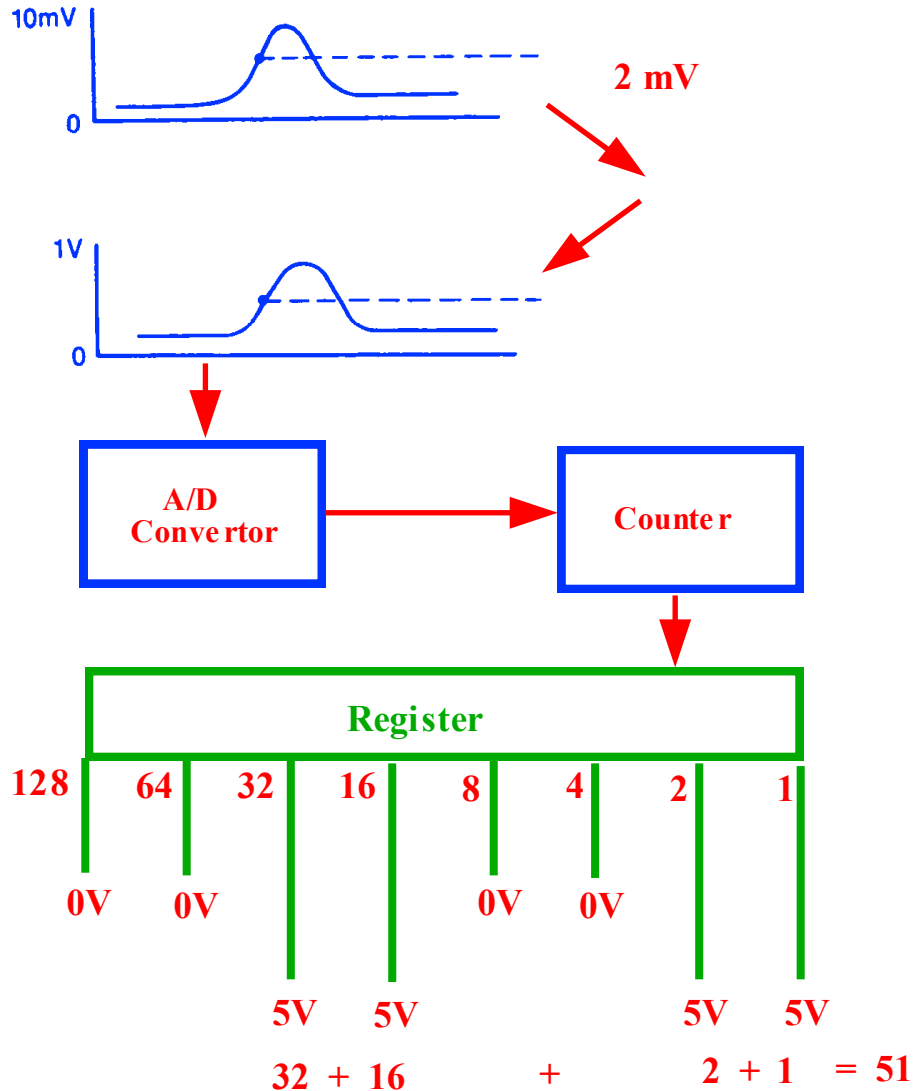 10mV
2 mV
0
1V
0
A/D
Convertor
Counter
Register
128 64 32 16 8 4 2 1
0V 0V 0V 0V
5V 5V 5V 5V
32 + 16 + 2 + 1 = 51